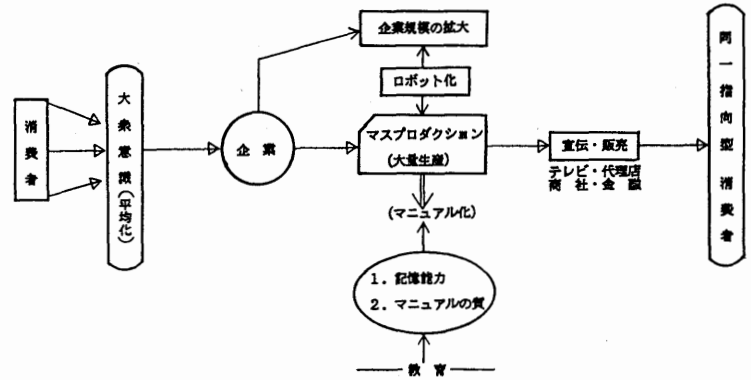 消費者
大衆意識(平均化)
企業
企業規模の拡大
ロボット化
マスプロダクション
(大量生産)
(マニュアル化)
1. 記憶能力
2. マニュアルの質
教育
宣伝・販売
テレビ・代理店
商社・金融
同一指向型 消費者